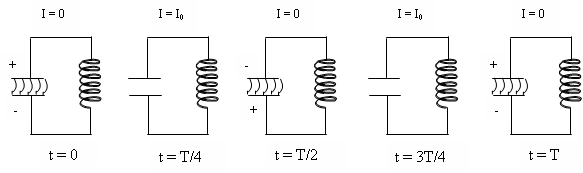 I = 0
I = I₀
I = 0
I = I₀
I = 0
+
-
-
+
+
-
t = 0
t = T/4
t = T/2
t = 3T/4
t = T